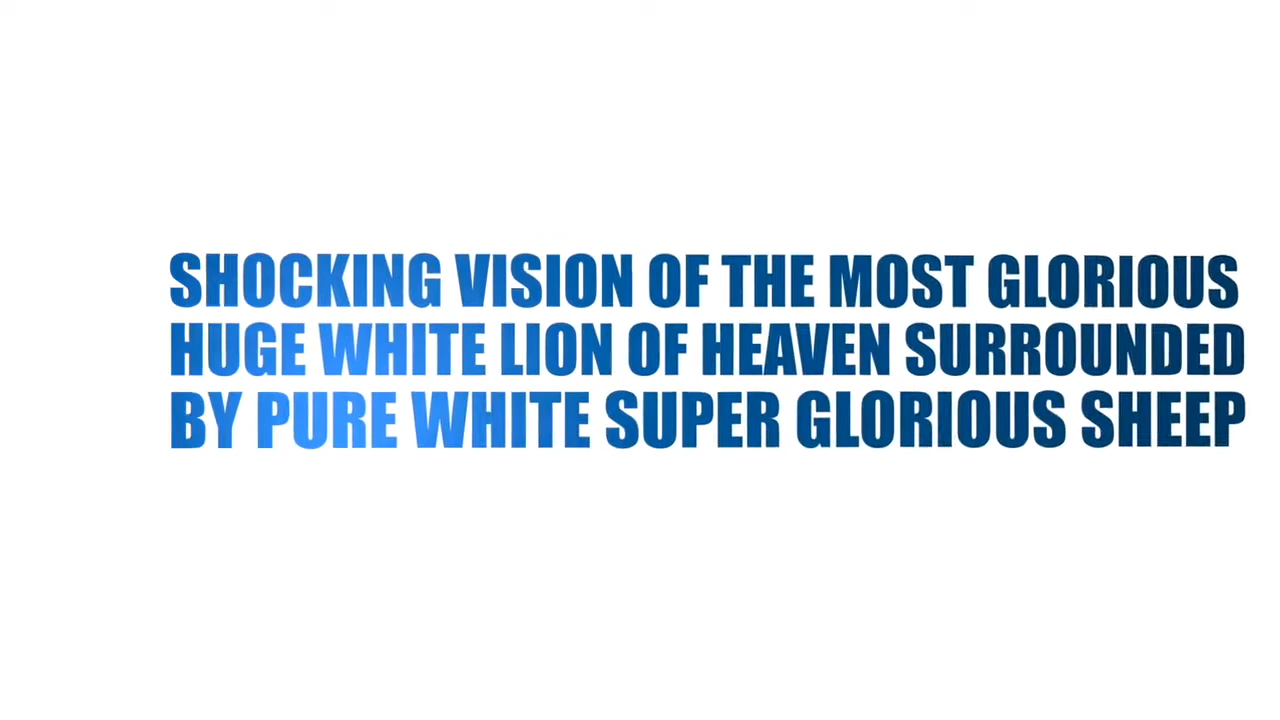 SHOCKING VISION OF THE MOST GLORIOUS
HUGE WHITE LION OF HEAVEN SURROUNDED
BY PURE WHITE SUPER GLORIOUS SHEEP